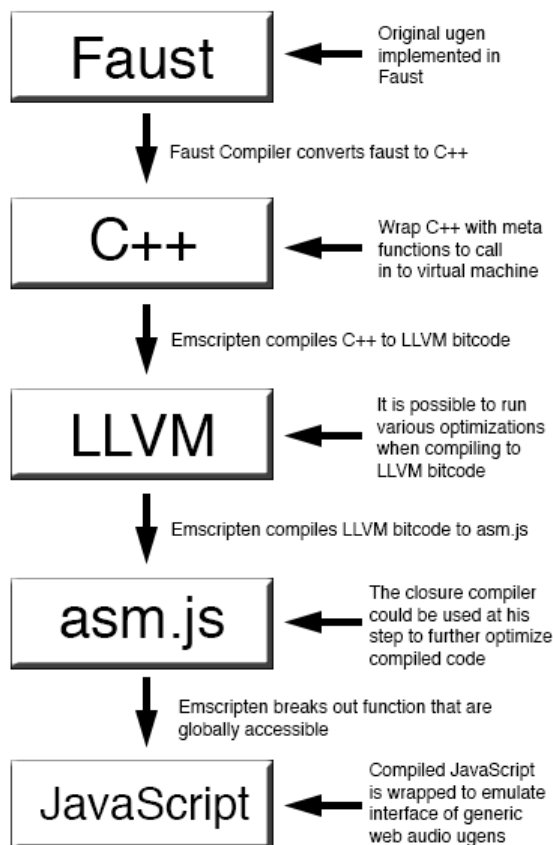 Faust
Original ugen
implemented in
Faust
Faust Compiler converts faust to C++
C++
Wrap C++ with meta
functions to call
in to virtual machine
Emscripten compiles C++ to LLVM bitcode
LLVM
It is possible to run
various optimizations
when compiling to
LLVM bitcode
Emscripten compiles LLVM bitcode to asm.js
asm.js
The closure compiler
could be used at his
step to further optimize
compiled code
Emscripten breaks out function that are
globally accessible
JavaScript
Compiled JavaScript
is wrapped to emulate
interface of generic
web audio ugens